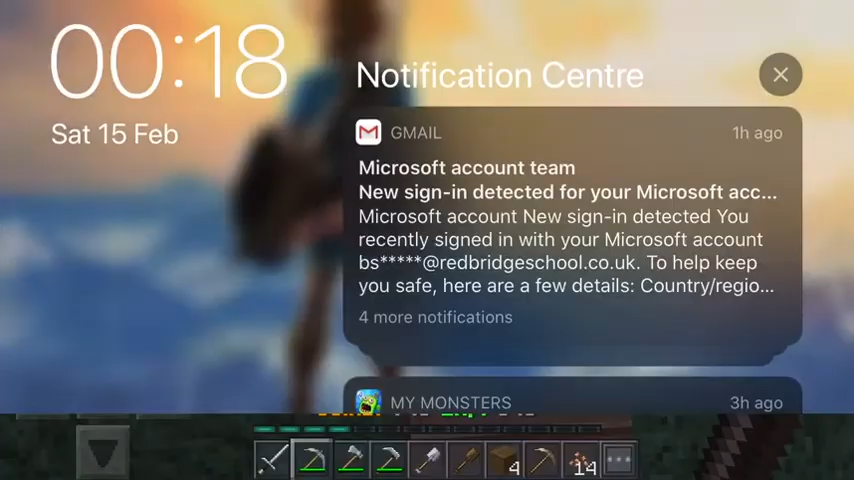 00:18
Sat 15 Feb
Notification Centre
GMAIL
1h ago
Microsoft account team
New sign-in detected for your Microsoft acc...
Microsoft account New sign-in detected You
recently signed in with your Microsoft account
bs*****@redbridgeschool.co.uk. To help keep
you safe, here are a few details: Country/regio...
4 more notifications
MY MONSTERS
3h ago
4
14